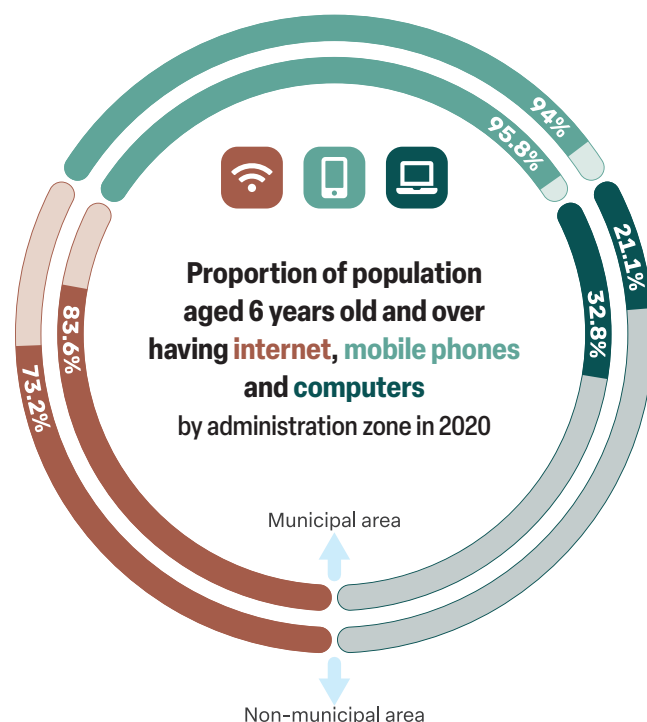 94%
95.8%
21.1%
32.8%
83.6%
73.2%
Proportion of population
aged 6 years old and over
having internet, mobile phones
and computers
by administration zone in 2020
Municipal area
Non-municipal area